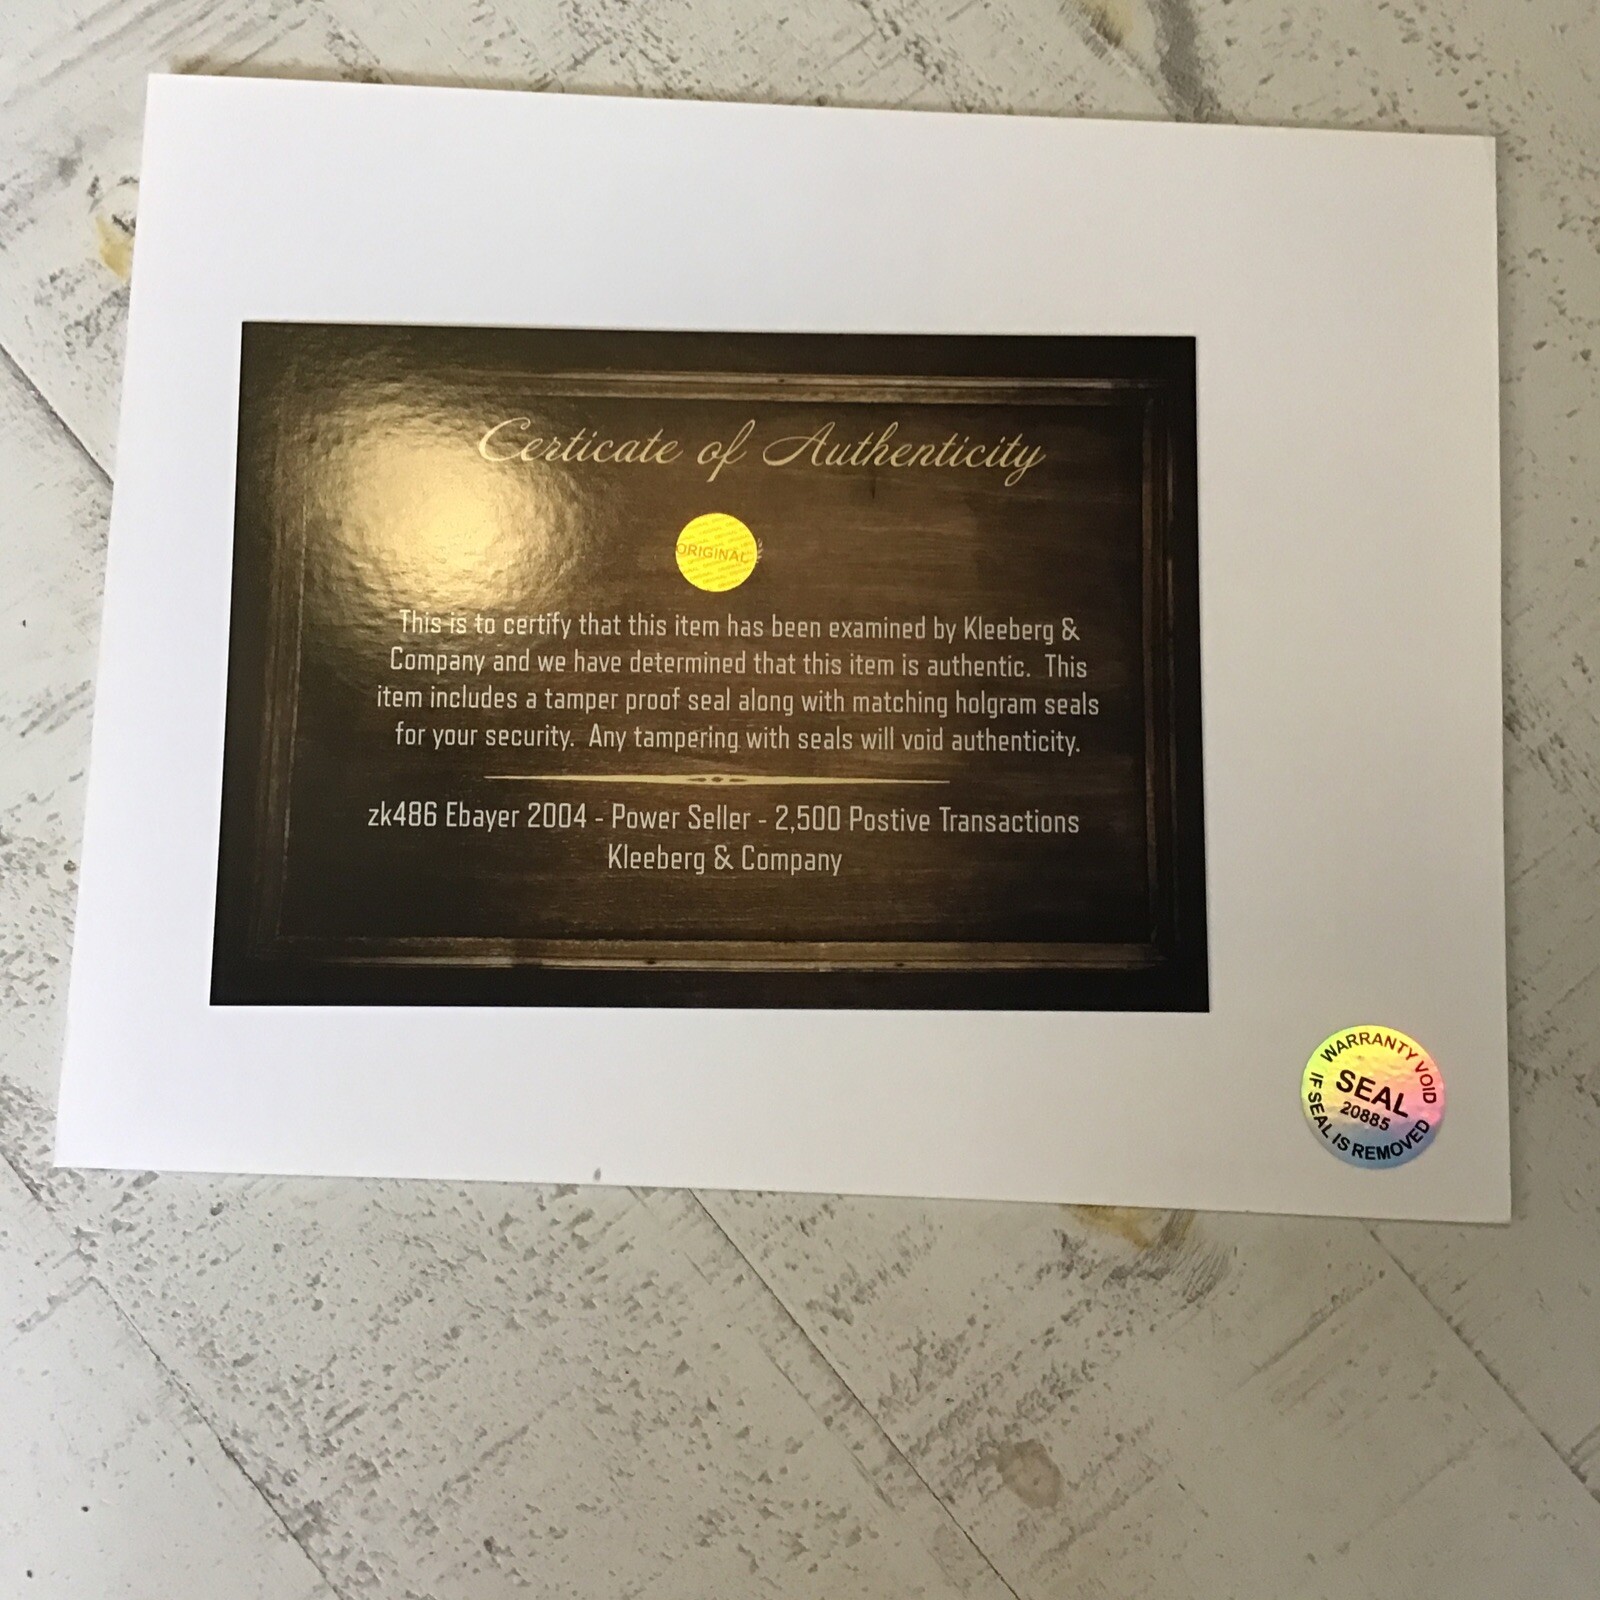 Certicate of Authenticity
ORIGINAL
This is to certify that this item has been examined by Kleeberg &
Company and we have determined that this item is authentic. This
item includes a tamper proof seal along with matching holgram seals
for your security. Any tampering with seals will void authenticity.
zk486 Ebayer 2004 - Power Seller - 2,500 Postive Transactions
Kleeberg & Company
WARRANTY VOID
SEAL
20885
IF SEAL IS REMOVED